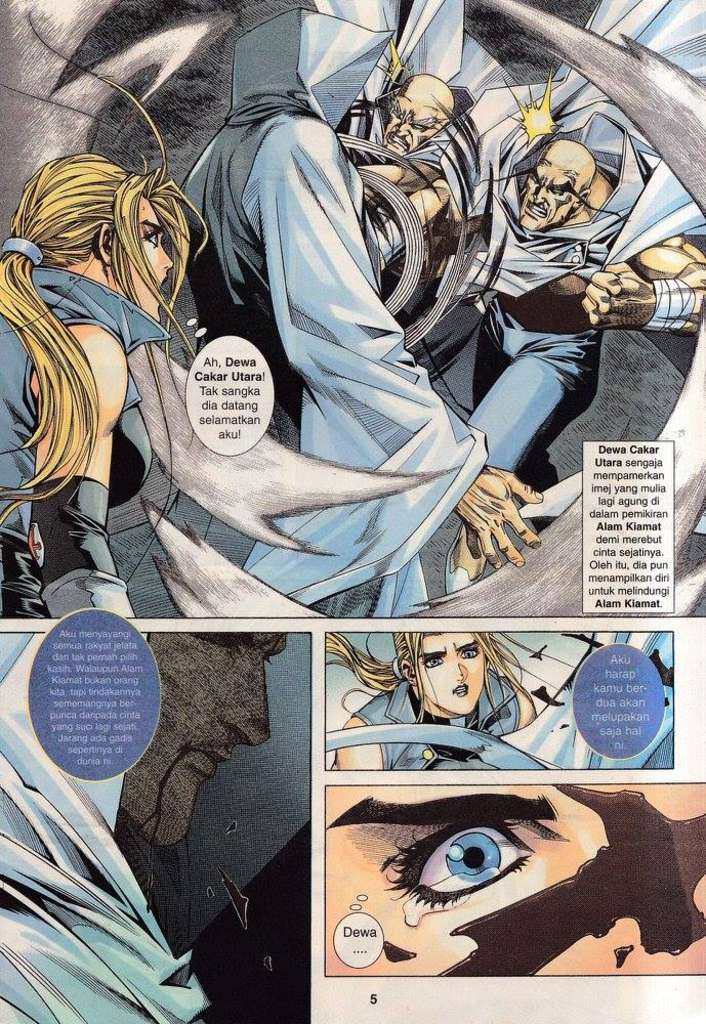 Ah, Dewa
Cakar Utara!
Tak sangka
dia datang
selamatkan
aku!
Dewa Cakar
Utara sengaja
mempamerkan
imej yang mulia
lagi agung di
dalam pemikiran
Alam Kiamat
demi merebut
cinta sejatinya.
Oleh itu, dia pun
menampilkan diri
untuk melindungi
Alam Kiamat.
Aku menyayangi
semua rakyat jelata
dan tak pernah pilih
kasih. Walaupun Alam
Kiamat bukan orang
kita, tapi tindakannya
sememangnya ber-
punca daripada cinta
yang suci lagi sejati.
Jarang ada gadis
sepertinya di
dunia ni.
Aku
harap
kamu ber-
dua akan
melupakan
saja hal
ni.
Dewa
....
5